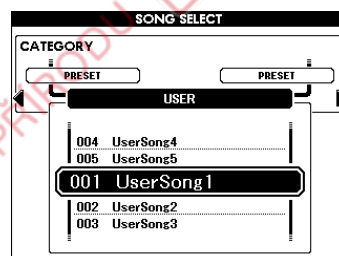 SONG SELECT
CATEGORY
PRESET PRESET
USER
004 UserSong4
005 UserSong5
001 UserSong1
002 UserSong2
003 UserSong3